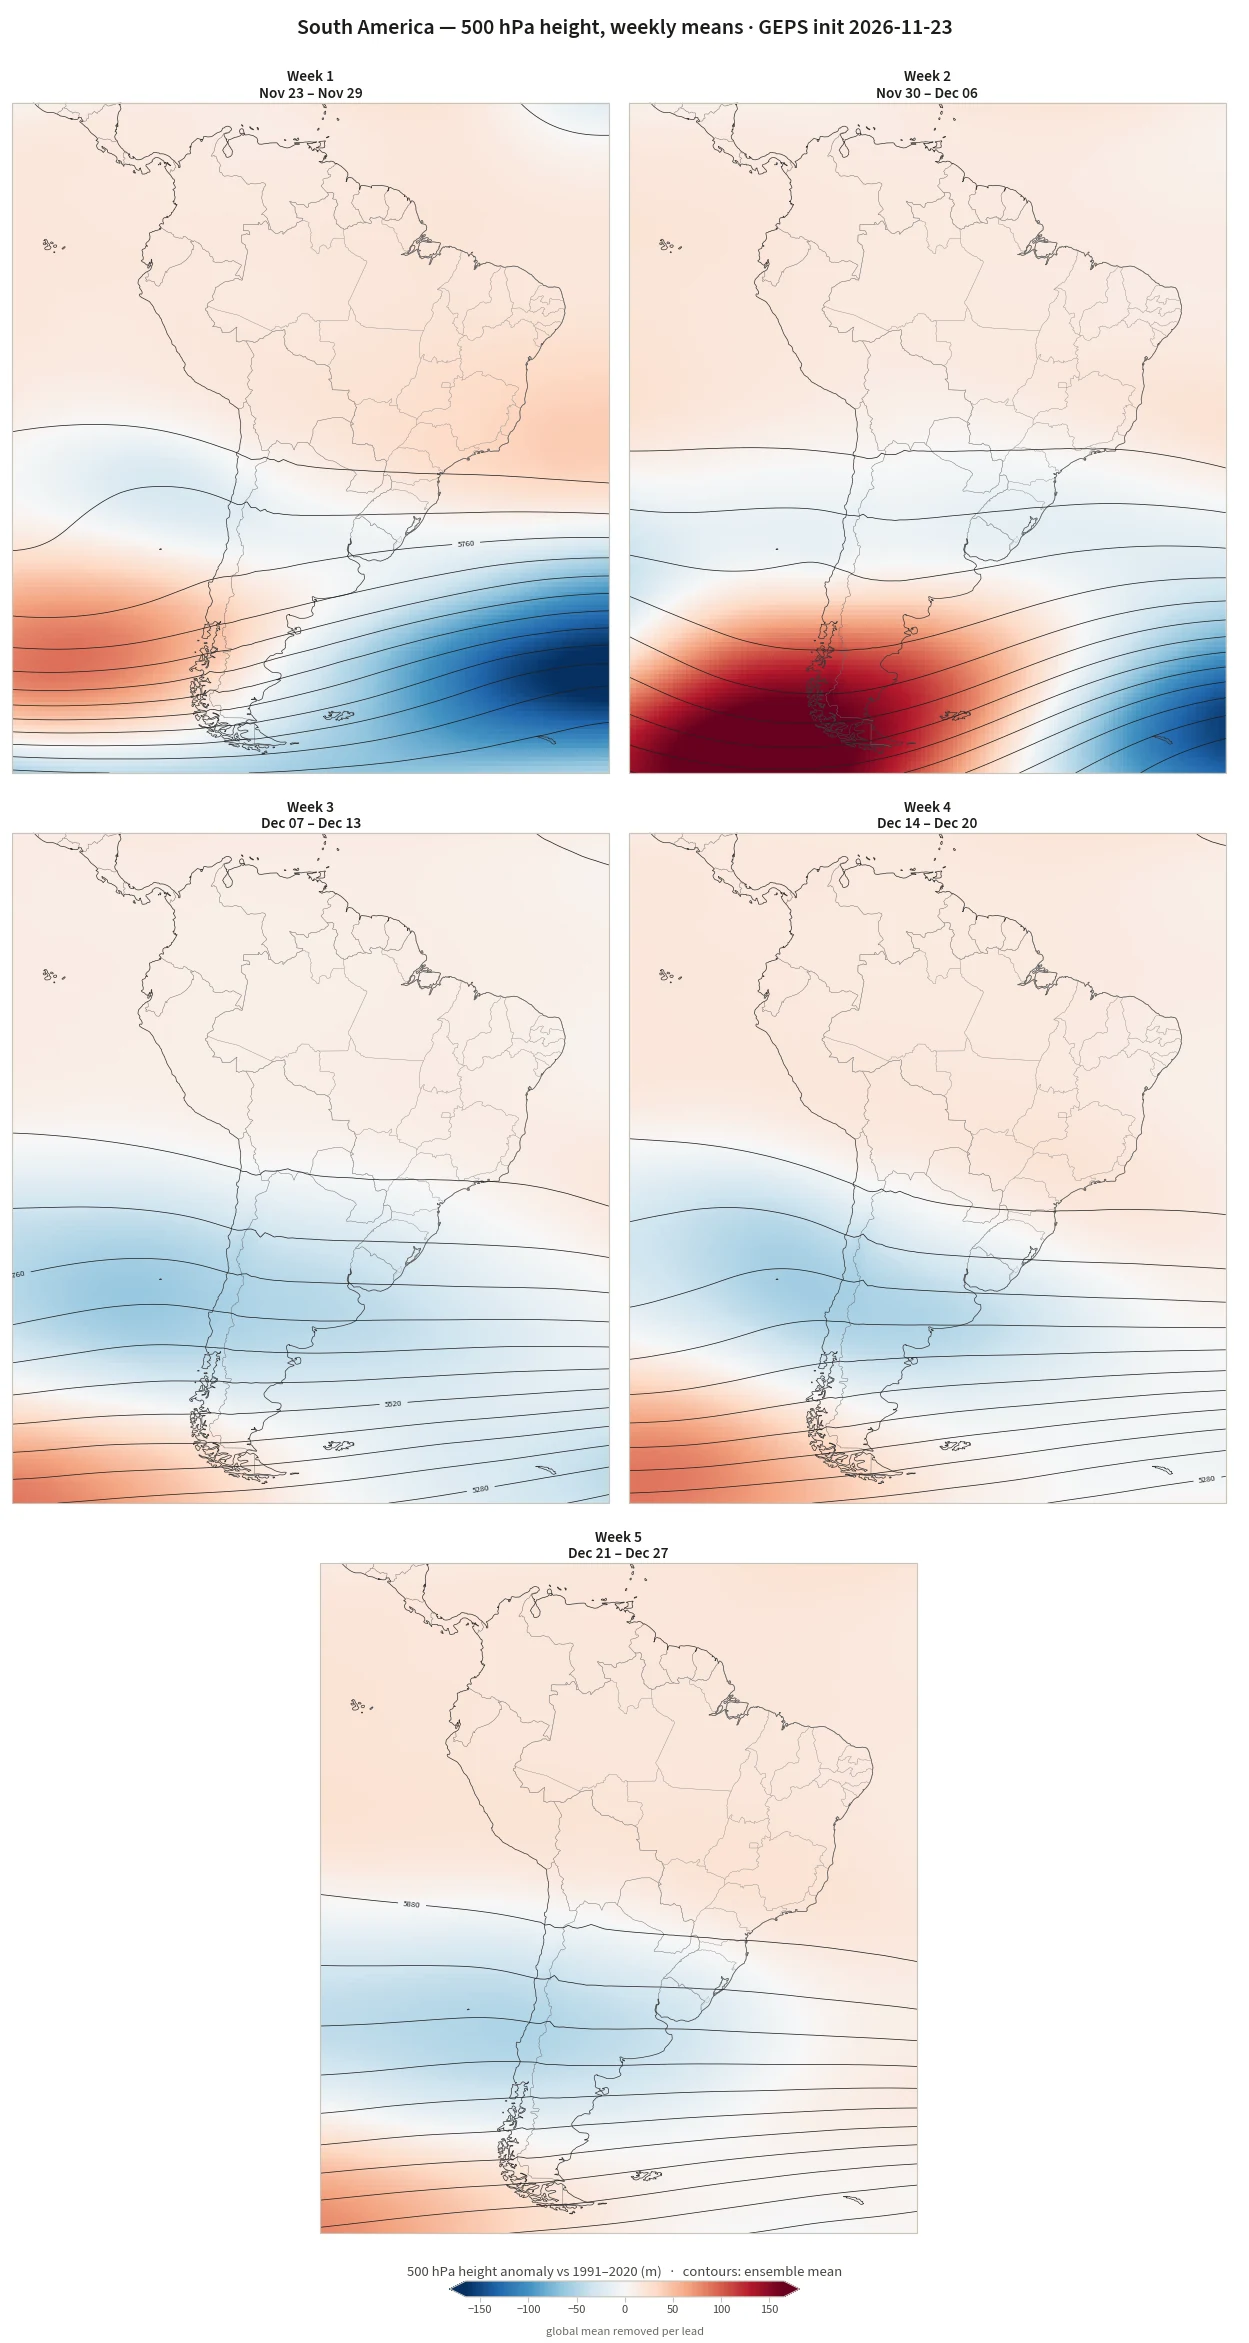 South America — 500 hPa height, weekly means · GEPS init 2026-11-23
Week 1
Nov 23 – Nov 29
Week 2
Nov 30 – Dec 06
5760
Week 3
Dec 07 – Dec 13
Week 4
Dec 14 – Dec 20
760
5520
5280
5280
Week 5
Dec 21 – Dec 27
5880
500 hPa height anomaly vs 1991–2020 (m) · contours: ensemble mean
−150 −100 −50 0 50 100 150
global mean removed per lead